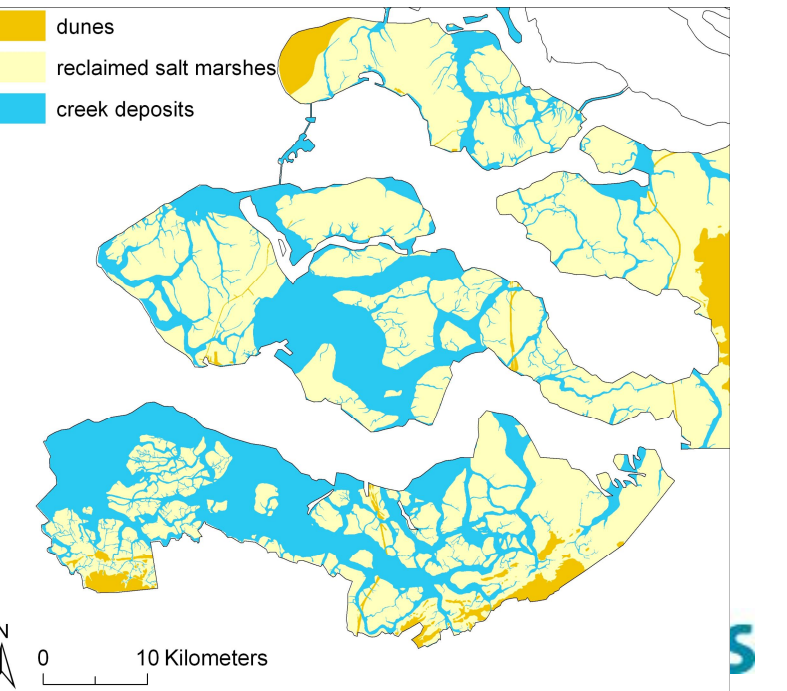 dunes
reclaimed salt marshes
creek deposits
N
0 10 Kilometers
s